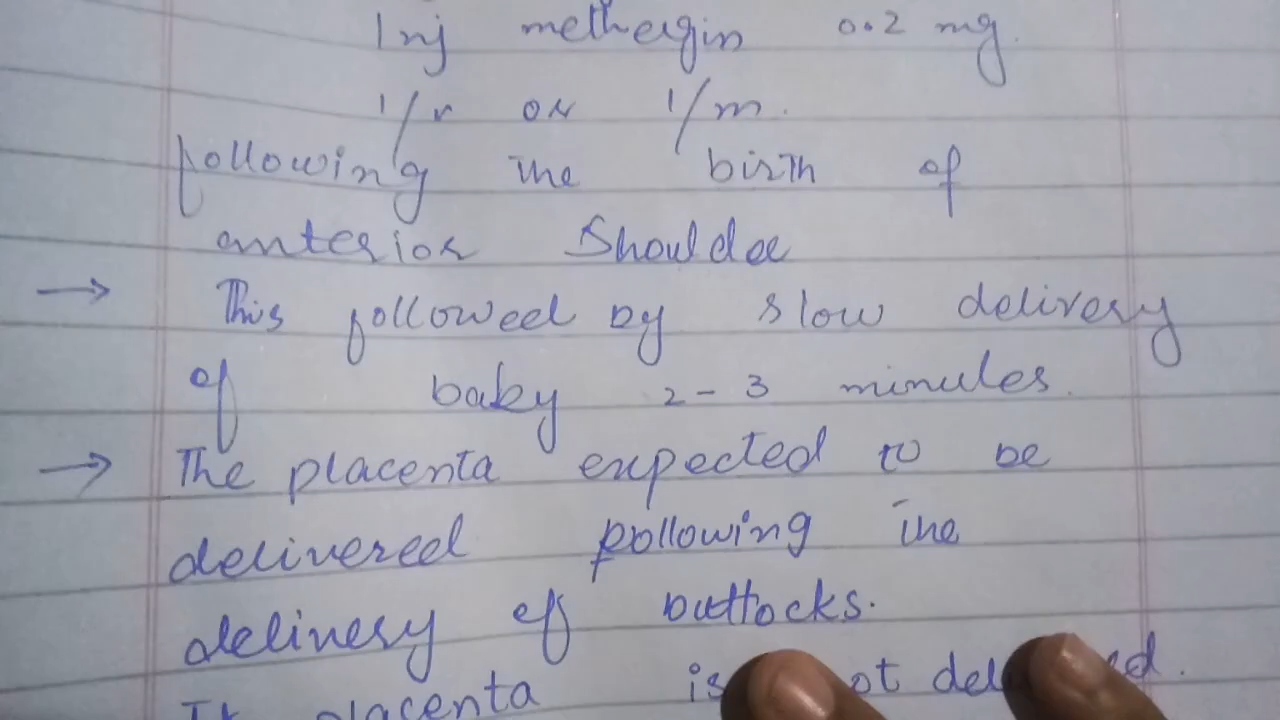 Inj methergin 0.2 mg.
I/v or I/m.
following the birth of
anterior Shoulder
→ This followed by slow delivery
of baby 2-3 minutes.
→ The placenta expected to be
delivered following the
delivery of buttocks.
If placenta is